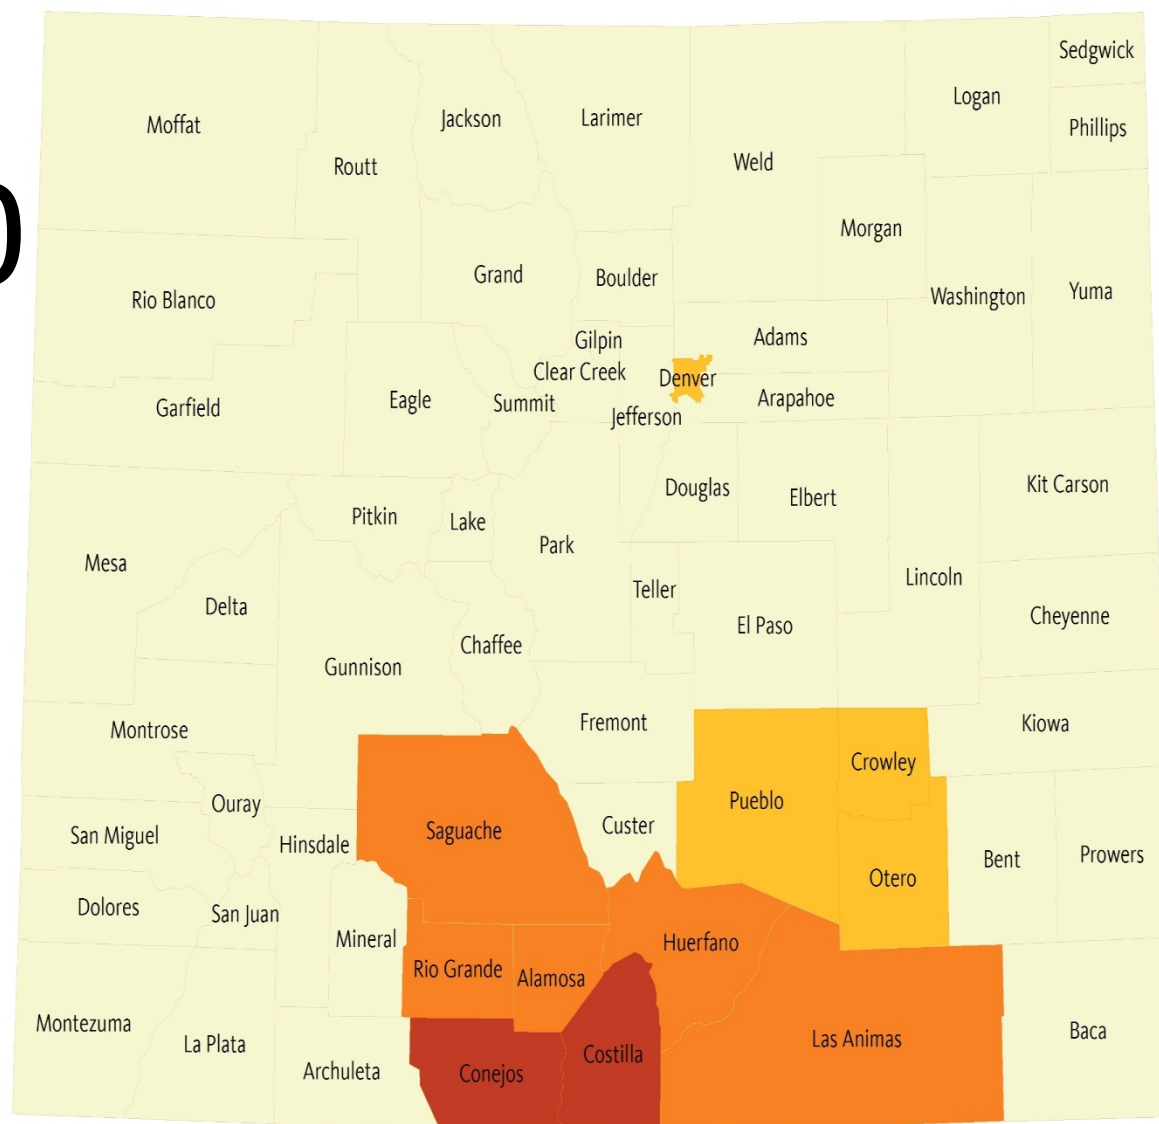 Sedgwick
Logan
Moffat
Jackson
Larimer
Phillips
Routt
Weld
Morgan
Grand
Boulder
Rio Blanco
Washington
Yuma
Gilpin
Adams
Clear Creek
Denver
Eagle
Summit
Arapahoe
Garfield
Jefferson
Kit Carson
Douglas
Elbert
Pitkin
Lake
Park
Mesa
Lincoln
Teller
Delta
Cheyenne
El Paso
Chaffee
Gunnison
Fremont
Kiowa
Montrose
Crowley
Pueblo
Ouray
Custer
Saguache
San Miguel
Hinsdale
Prowers
Bent
Otero
Dolores
San Juan
Mineral
Huerfano
Rio Grande
Alamosa
Montezuma
Baca
Las Animas
La Plata
Costilla
Archuleta
Conejos